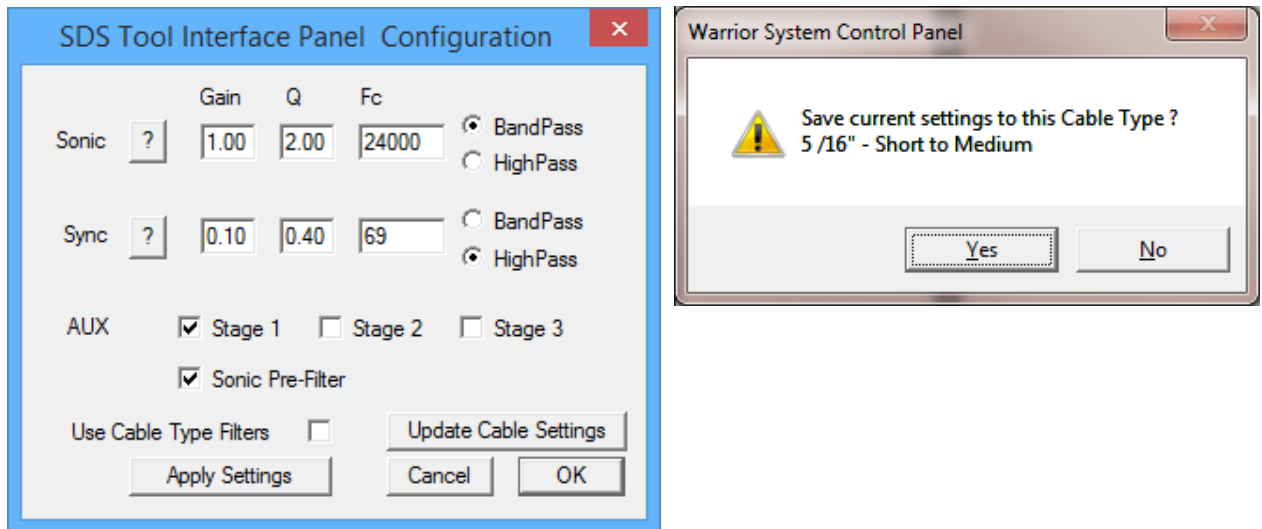 SDS Tool Interface Panel Configuration
Gain Q Fc
Sonic ? 1.00 2.00 24000 BandPass
HighPass
Sync ? 0.10 0.40 69 BandPass
HighPass
AUX Stage 1 Stage 2 Stage 3
Sonic Pre-Filter
Use Cable Type Filters Update Cable Settings
Apply Settings Cancel OK
Warrior System Control Panel
Save current settings to this Cable Type ?
5 /16" - Short to Medium
Yes No